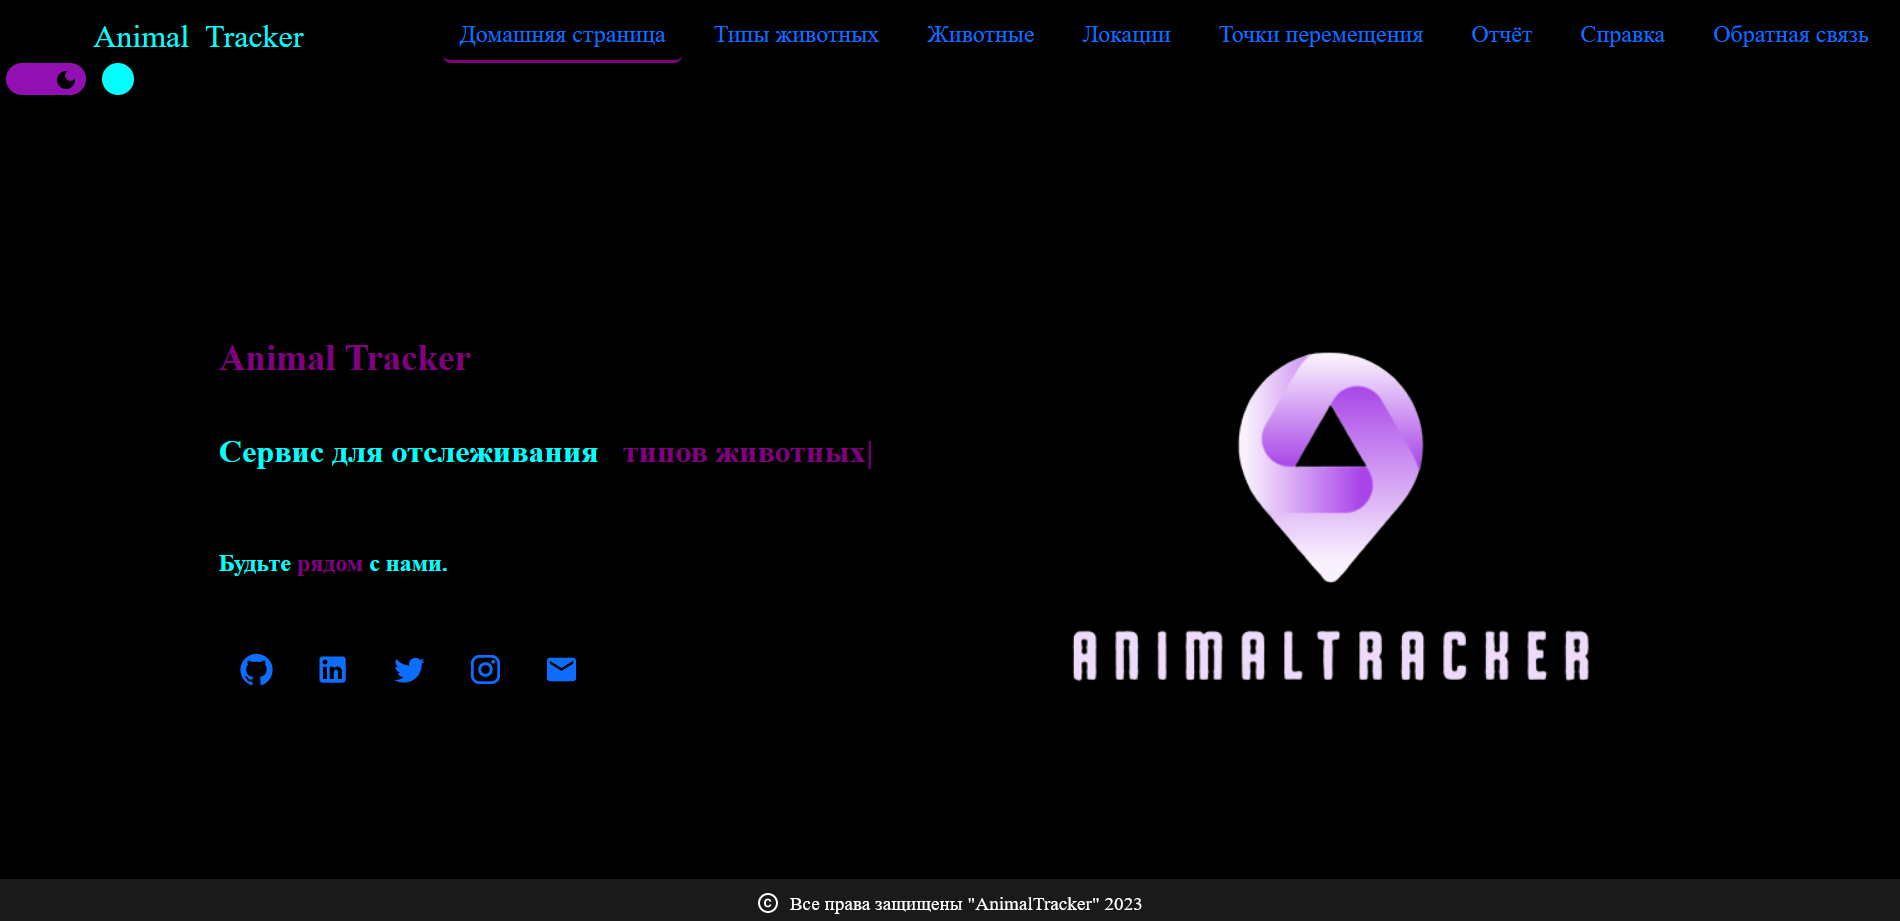 Animal Tracker
Домашняя страница Типы животных Животные Локации Точки перемещения Отчёт Справка Обратная связь
Animal Tracker
Сервис для отслеживания типов животных|
Будьте рядом с нами.
ANIMALTRACKER
© Все права защищены "AnimalTracker" 2023